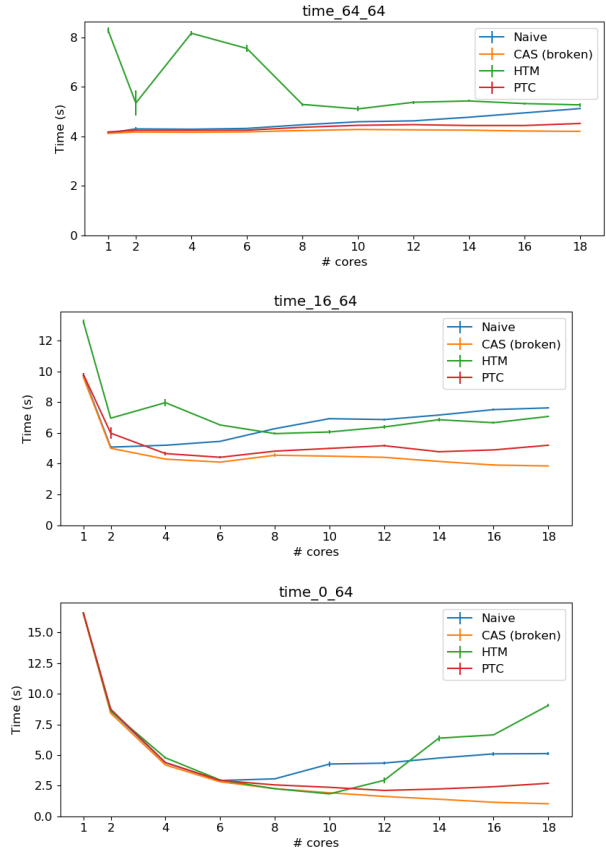 time_64_64
8
6
4
2
0
Time (s)
Naive
CAS (broken)
HTM
PTC
1 2 4 6 8 10 12 14 16 18
# cores
time_16_64
12
10
8
6
4
2
0
Time (s)
Naive
CAS (broken)
HTM
PTC
1 2 4 6 8 10 12 14 16 18
# cores
time_0_64
15.0
12.5
10.0
7.5
5.0
2.5
0.0
Time (s)
Naive
CAS (broken)
HTM
PTC
1 2 4 6 8 10 12 14 16 18
# cores